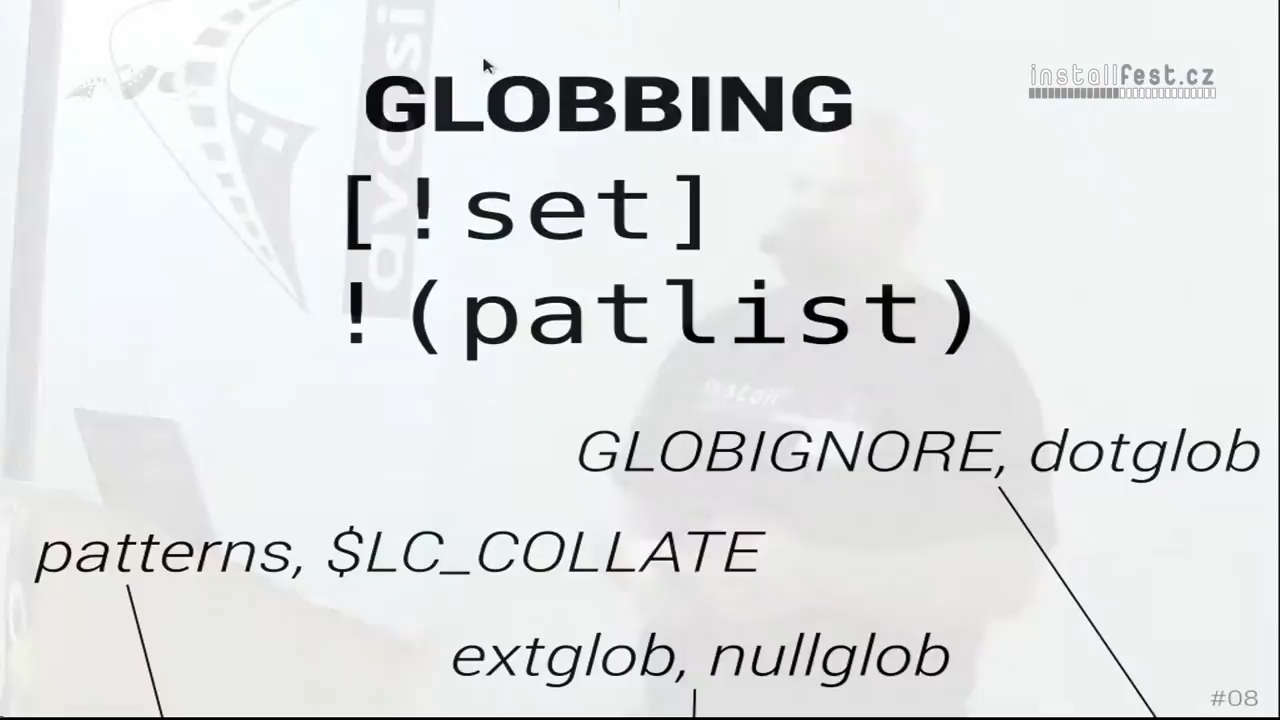 installfest.cz
GLOBBING
[!set]
!(patlist)
GLOBIGNORE, dotglob
patterns, $LC_COLLATE
extglob, nullglob
#08